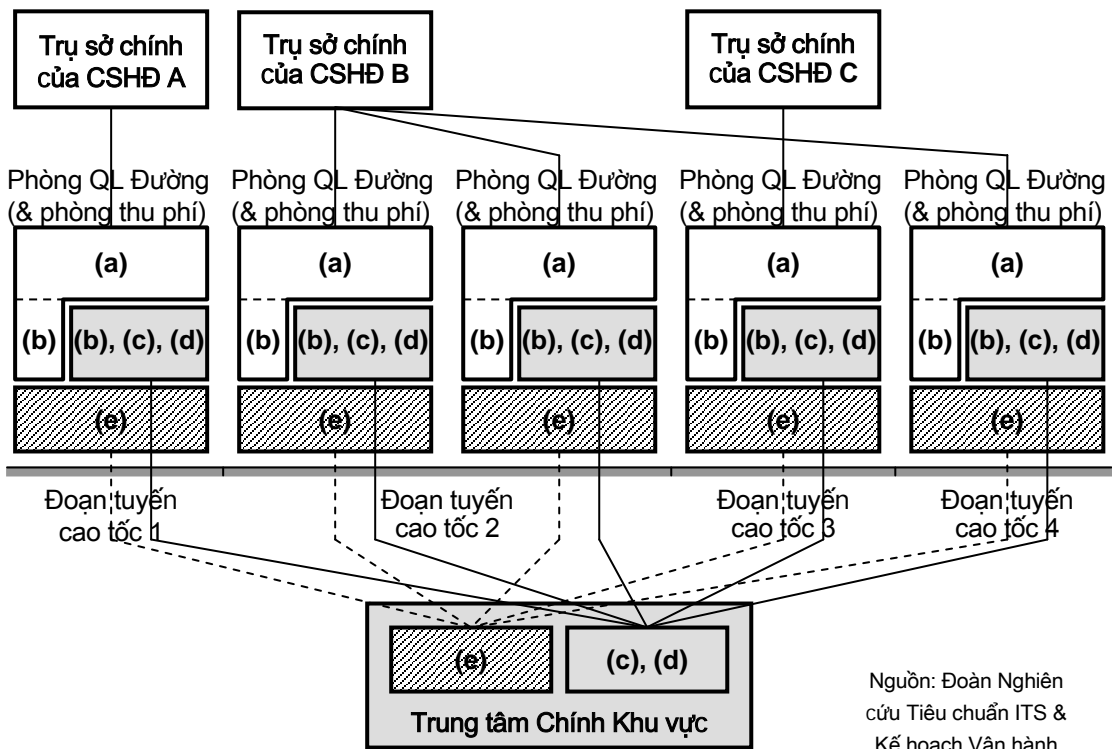 Trụ sở chính
của CSHĐ A
Trụ sở chính
của CSHĐ B
Trụ sở chính
của CSHĐ C
Phòng QL Đường
(& phòng thu phí)
Phòng QL Đường
(& phòng thu phí)
Phòng QL Đường
(& phòng thu phí)
Phòng QL Đường
(& phòng thu phí)
Phòng QL Đường
(& phòng thu phí)
(a)
(a)
(a)
(a)
(a)
(b)
(b), (c), (d)
(b)
(b), (c), (d)
(b)
(b), (c), (d)
(b)
(b), (c), (d)
(b)
(b), (c), (d)
(e)
(e)
(e)
(e)
(e)
Đoạn tuyến
cao tốc 1
Đoạn tuyến
cao tốc 2
Đoạn tuyến
cao tốc 3
Đoạn tuyến
cao tốc 4
(e)
(c), (d)
Trung tâm Chính Khu vực
Nguồn: Đoàn Nghiên
cứu Tiêu chuẩn ITS &
Kế hoạch Vận hành